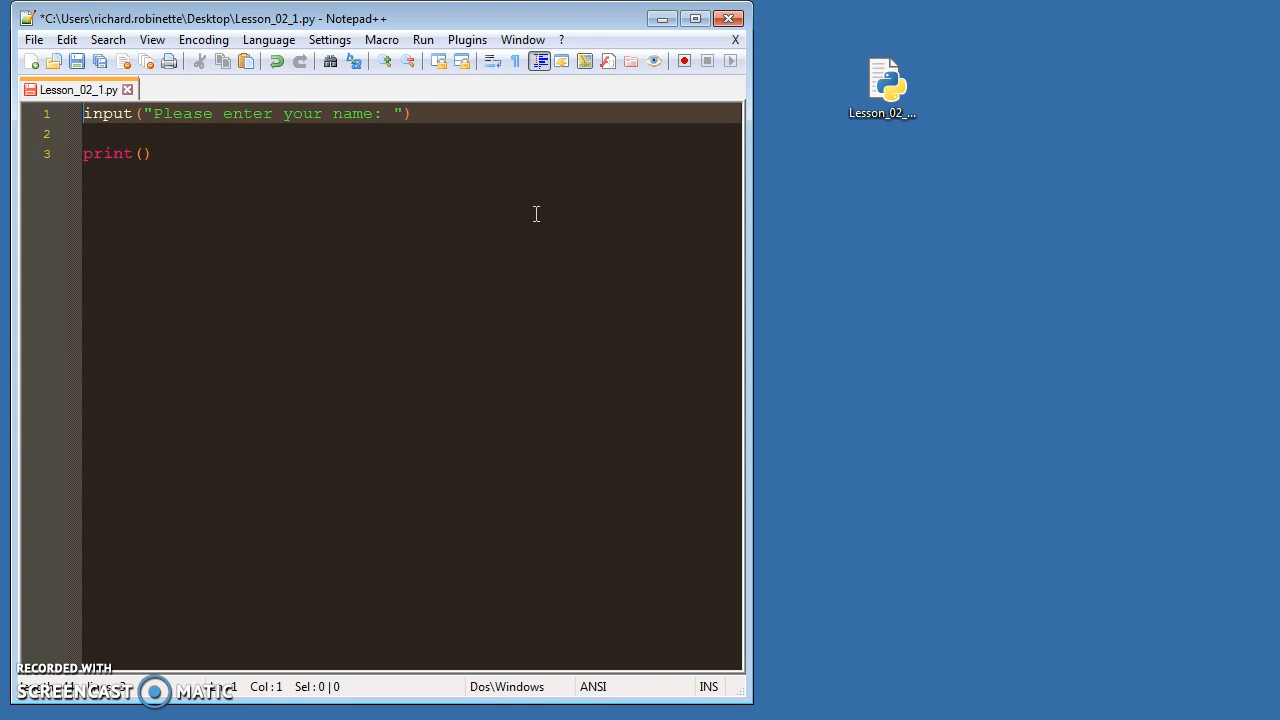 *C:\Users\richard.robinette\Desktop\Lesson_02_1.py - Notepad++
File Edit Search View Encoding Language Settings Macro Run Plugins Window ? X
Lesson_02_1.py
1 input("Please enter your name: ")
2
3 print()
Lesson_02_...
RECORDED WITH
SCREENCAST MATIC
Col : 1 Sel : 0 | 0 Dos\Windows ANSI INS